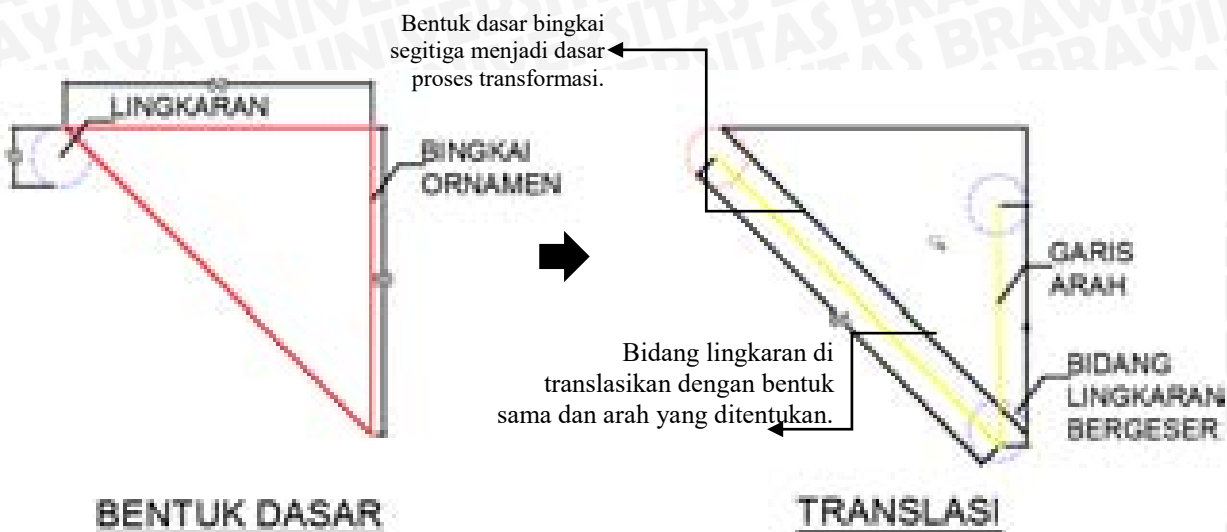 Bentuk dasar bingkai
segitiga menjadi dasar
proses transformasi.
LINGKARAN
BINGKAI
ORNAMEN
GARIS
ARAH
Bidang lingkaran di
translasikan dengan bentuk
sama dan arah yang ditentukan.
BIDANG
LINGKARAN
BERGESER
BENTUK DASAR
TRANSLASI